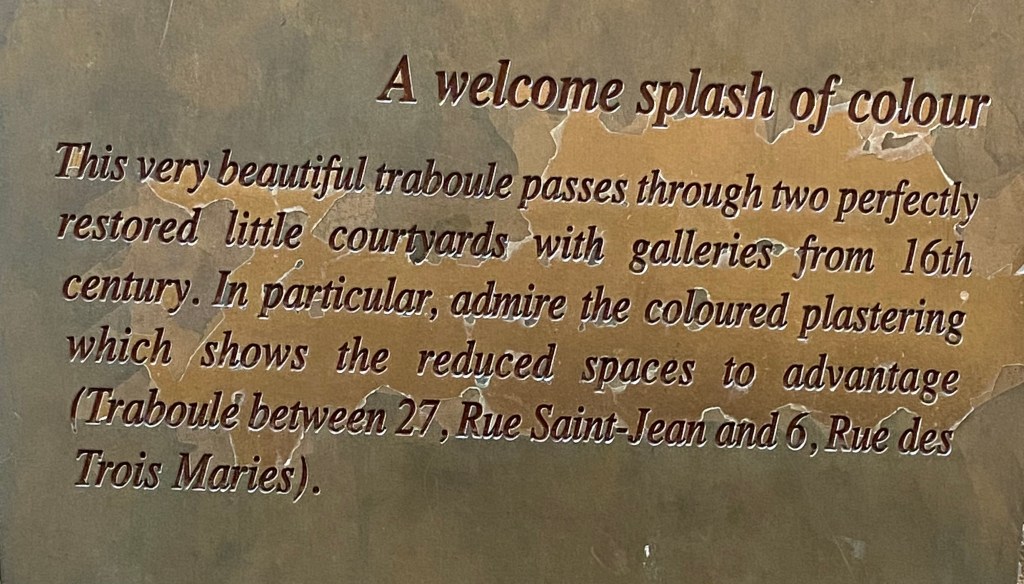 A welcome splash of colour
This very beautiful traboule passes through two perfectly
restored little courtyards with galleries from 16th
century. In particular, admire the coloured plastering
which shows the reduced spaces to advantage
(Traboule between 27, Rue Saint-Jean and 6, Rue des
Trois Maries).